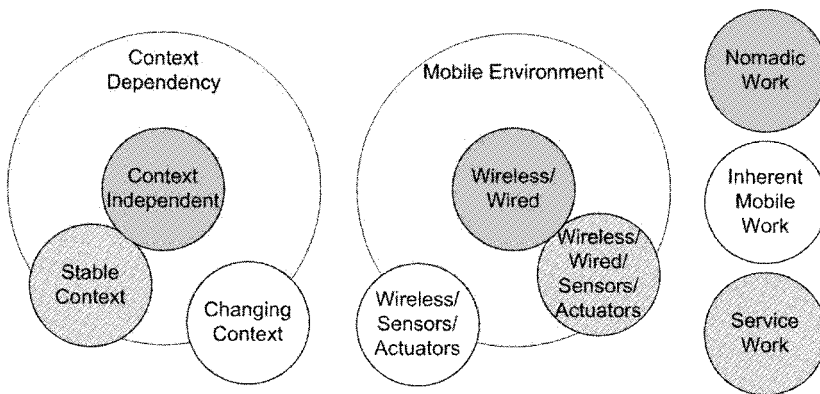 Context
Dependency
Context
Independent
Stable
Context
Changing
Context
Mobile Environment
Wireless/
Wired
Wireless/
Wired/
Sensors/
Actuators
Wireless/
Sensors/
Actuators
Nomadic
Work
Inherent
Mobile
Work
Service
Work